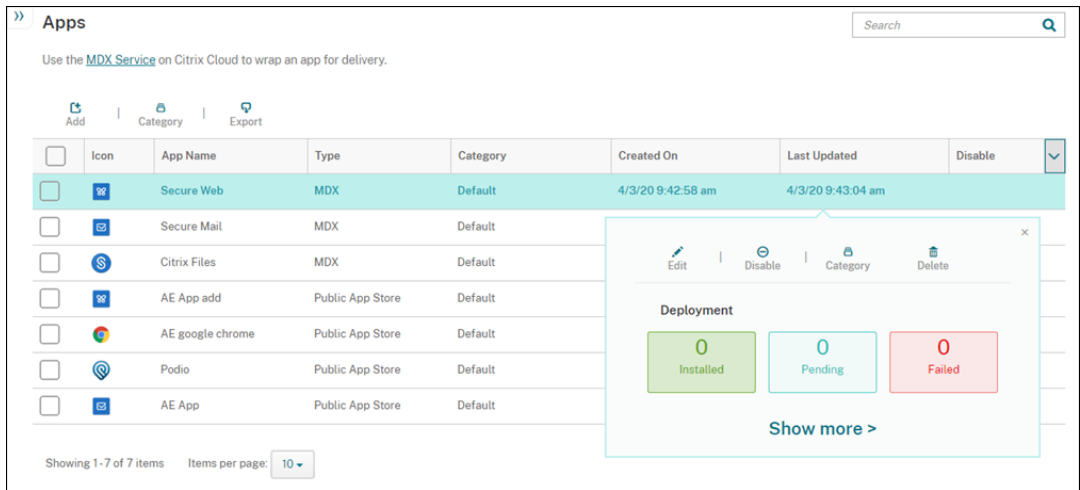 Apps
Search
Use the MDX Service on Citrix Cloud to wrap an app for delivery.
Add | Category | Export
Icon App Name Type Category Created On Last Updated Disable
Secure Web MDX Default 4/3/20 9:42:58 am 4/3/20 9:43:04 am
Secure Mail MDX Default
Citrix Files MDX Default
AE App add Public App Store Default
AE google chrome Public App Store Default
Podio Public App Store Default
AE App Public App Store Default
Edit | Disable | Category Delete
Deployment
0 0 0
Installed Pending Failed
Show more >
Showing 1-7 of 7 items Items per page: 10